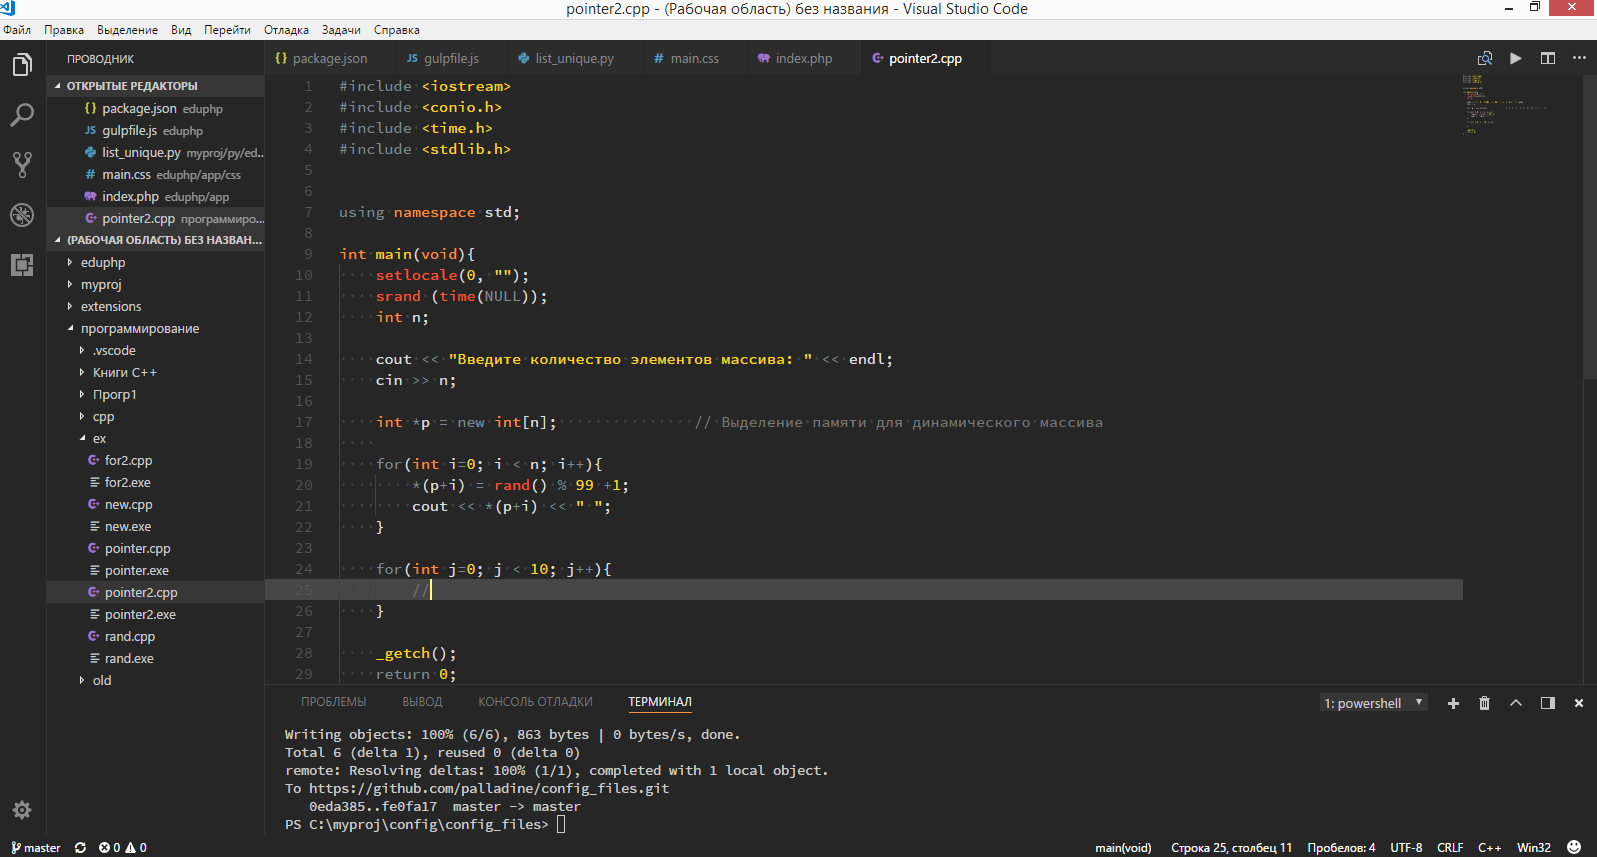 pointer2.cpp - (Рабочая область) без названия - Visual Studio Code
Файл Правка Выделение Вид Перейти Отладка Задачи Справка
ПРОВОДНИК
ОТКРЫТЫЕ РЕДАКТОРЫ
{} package.json eduphp
JS gulpfile.js eduphp
list_unique.py myproj/py/ed...
# main.css eduphp/app/css
index.php eduphp/app
pointer2.cpp программиро...
(РАБОЧАЯ ОБЛАСТЬ) БЕЗ НАЗВАН...
eduphp
myproj
extensions
программирование
.vscode
Книги C++
Прогр1
cpp
ex
for2.cpp
for2.exe
new.cpp
new.exe
pointer.cpp
pointer.exe
pointer2.cpp
pointer2.exe
rand.cpp
rand.exe
old
{} package.json JS gulpfile.js list_unique.py # main.css index.php pointer2.cpp
1 #include <iostream>
2 #include <conio.h>
3 #include <time.h>
4 #include <stdlib.h>
5
6
7 using namespace std;
8
9 int main(void){
10 setlocale(0, "");
11 srand (time(NULL));
12 int n;
13
14 cout << "Введите количество элементов массива: " << endl;
15 cin >> n;
16
17 int *p = new int[n]; // Выделение памяти для динамического массива
18
19 for(int i=0; i < n; i++){
20 *(p+i) = rand() % 99 +1;
21 cout << *(p+i) << " ";
22 }
23
24 for(int j=0; j < 10; j++){
25 //
26 }
27
28 _getch();
29 return 0;
ПРОБЛЕМЫ ВЫВОД КОНСОЛЬ ОТЛАДКИ ТЕРМИНАЛ 1: powershell
Writing objects: 100% (6/6), 863 bytes | 0 bytes/s, done.
Total 6 (delta 1), reused 0 (delta 0)
remote: Resolving deltas: 100% (1/1), completed with 1 local object.
To https://github.com/palladine/config_files.git
0eda385..fe0fa17 master -> master
PS C:\myproj\config\config_files>
master 0 0 main(void) Строка 25, столбец 11 Пробелов: 4 UTF-8 CRLF C++ Win32